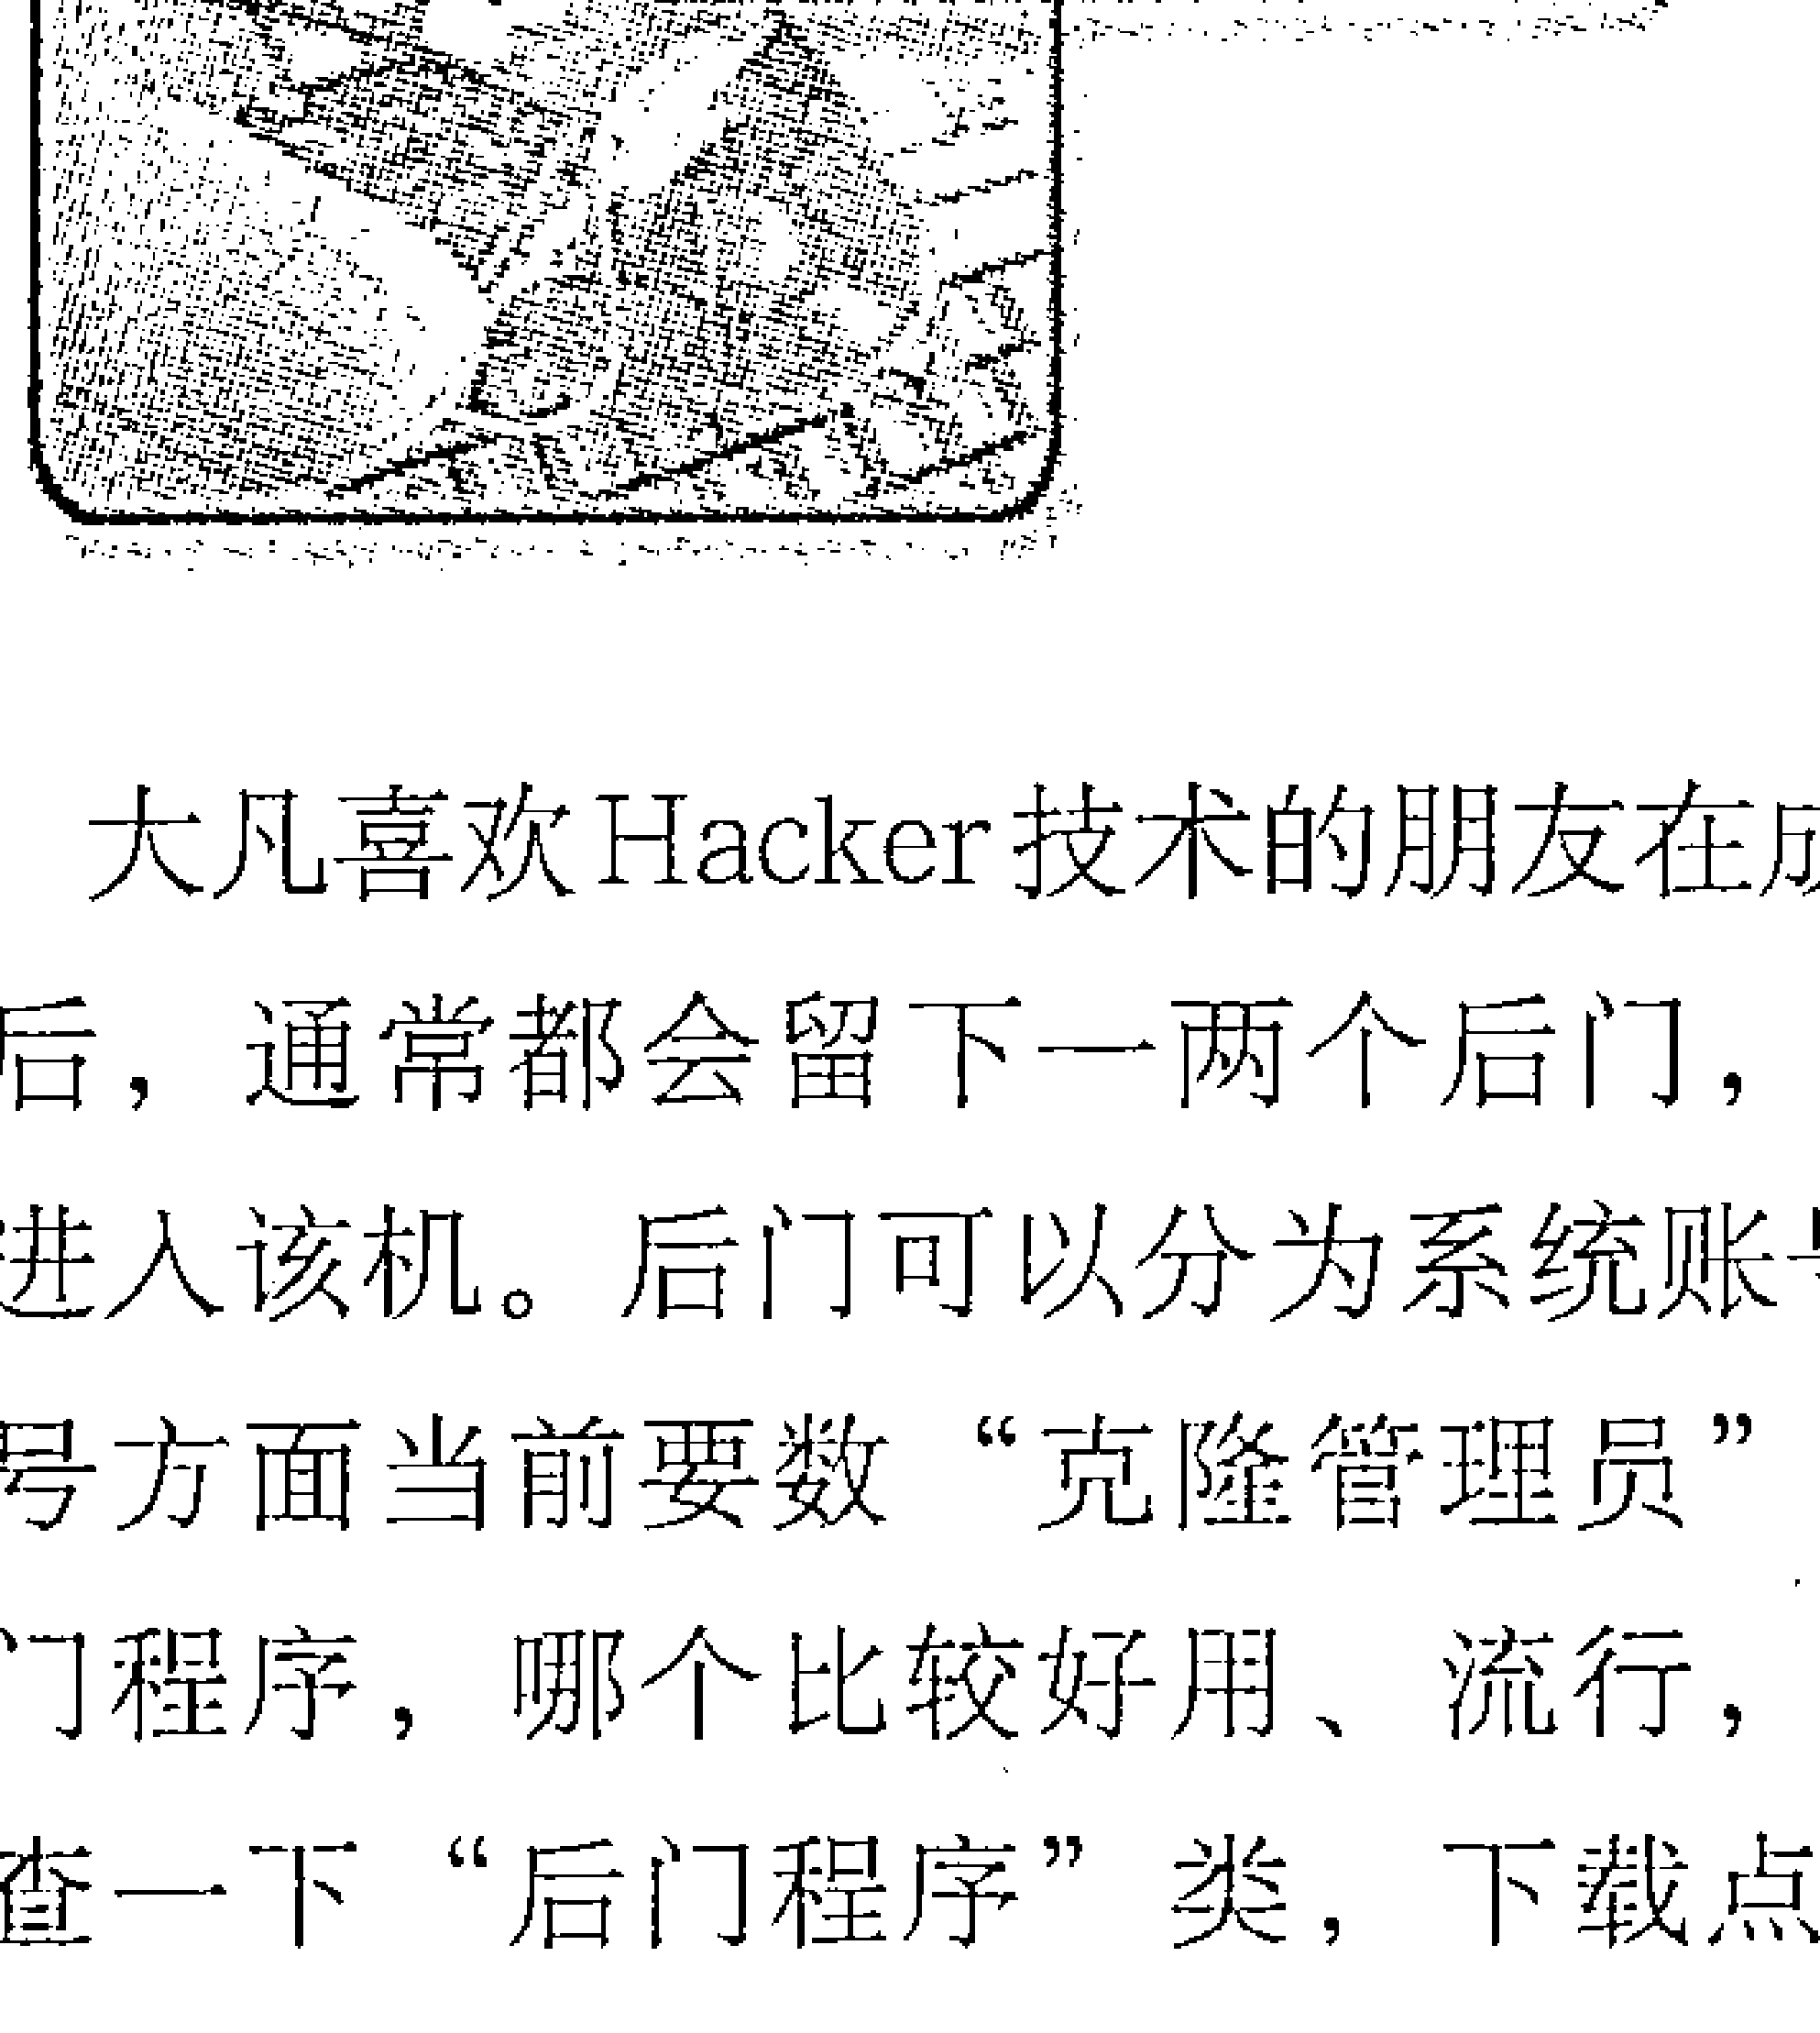 大凡喜欢Hacker技术的朋友在
后，通常都会留下一两个后门，
进入该机。后门可以分为系统账号
号方面当前要数“克隆管理员”
门程序，哪个比较好用、流行，
查一下“后门程序”类，下载点